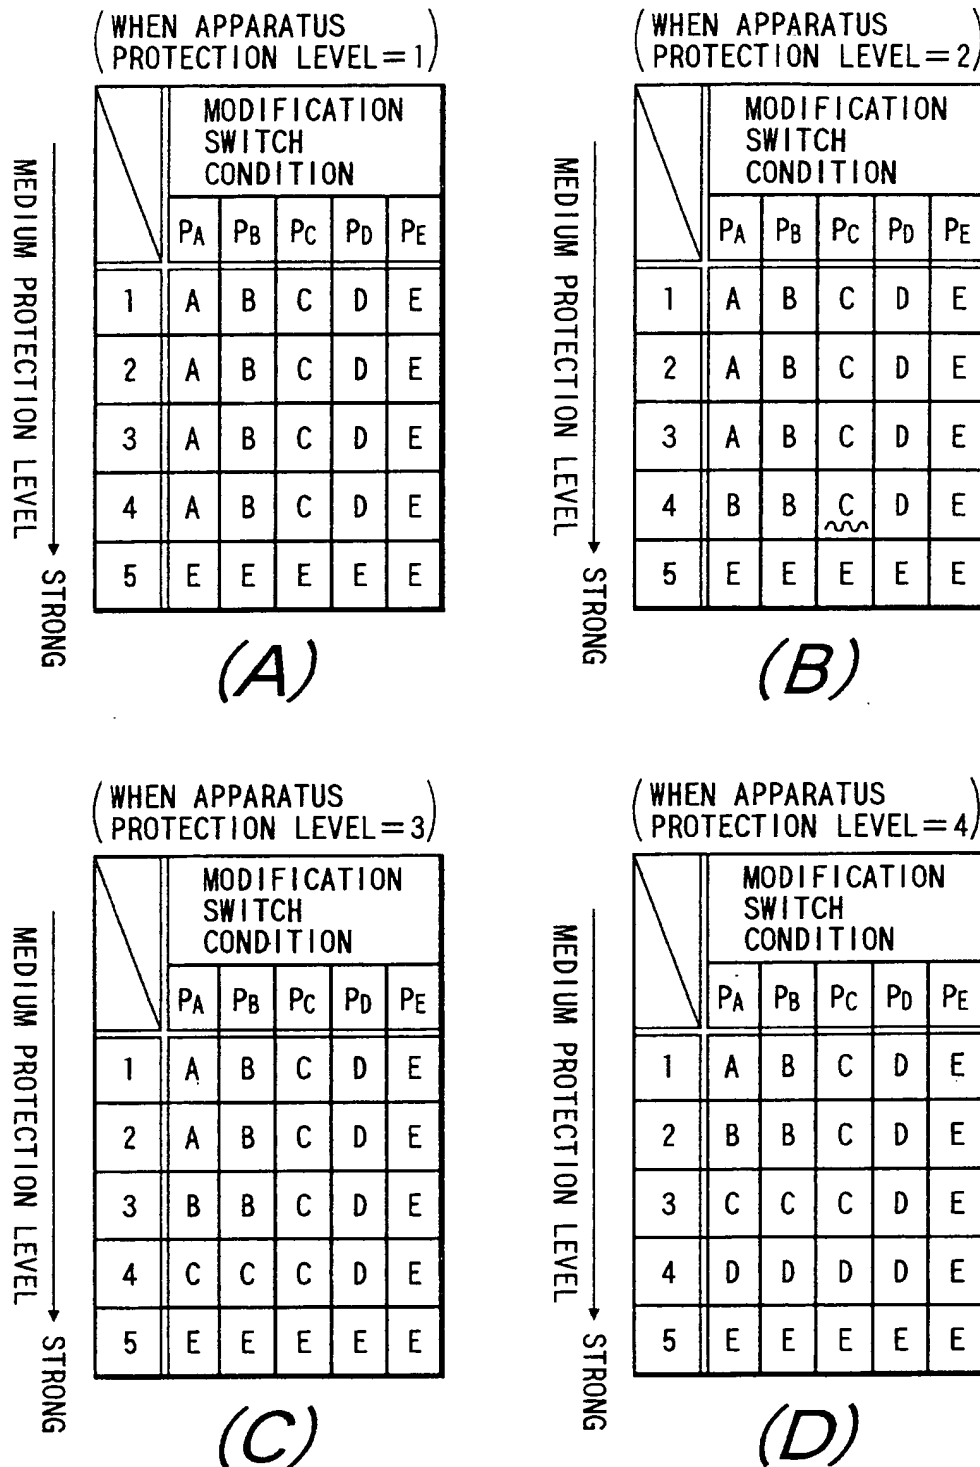 (WHEN APPARATUS
PROTECTION LEVEL=1)
MODIFICATION
SWITCH
CONDITION
PA PB PC PD PE
1 A B C D E
2 A B C D E
3 A B C D E
4 A B C D E
5 E E E E E
MEDIUM PROTECTION LEVEL
STRONG
(A)
(WHEN APPARATUS
PROTECTION LEVEL=2)
MODIFICATION
SWITCH
CONDITION
PA PB PC PD PE
1 A B C D E
2 A B C D E
3 A B C D E
4 B B C D E
5 E E E E E
MEDIUM PROTECTION LEVEL
STRONG
(B)
(WHEN APPARATUS
PROTECTION LEVEL=3)
MODIFICATION
SWITCH
CONDITION
PA PB PC PD PE
1 A B C D E
2 A B C D E
3 B B C D E
4 C C C D E
5 E E E E E
MEDIUM PROTECTION LEVEL
STRONG
(C)
(WHEN APPARATUS
PROTECTION LEVEL=4)
MODIFICATION
SWITCH
CONDITION
PA PB PC PD PE
1 A B C D E
2 B B C D E
3 C C C D E
4 D D D D E
5 E E E E E
MEDIUM PROTECTION LEVEL
STRONG
(D)